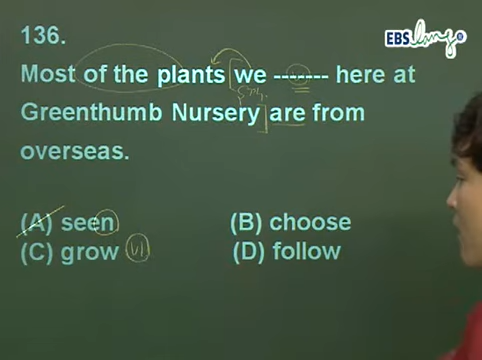 136.
EBSlang
Most of the plants we ------- here at
Greenthumb Nursery are from
overseas.
(A) seen (B) choose
(C) grow (D) follow